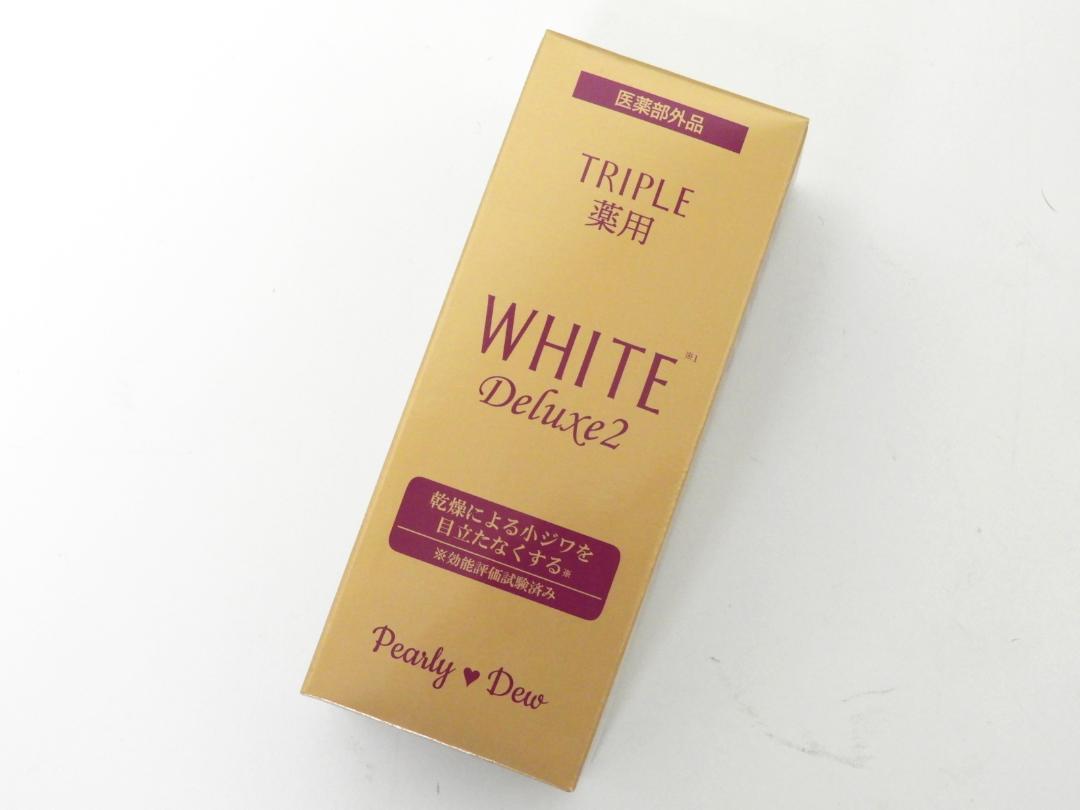 医薬部外品
TRIPLE
薬用
WHITE※1
Deluxe2
乾燥による小ジワを
目立たなくする※
※効能評価試験済み
Pearly♥Dew